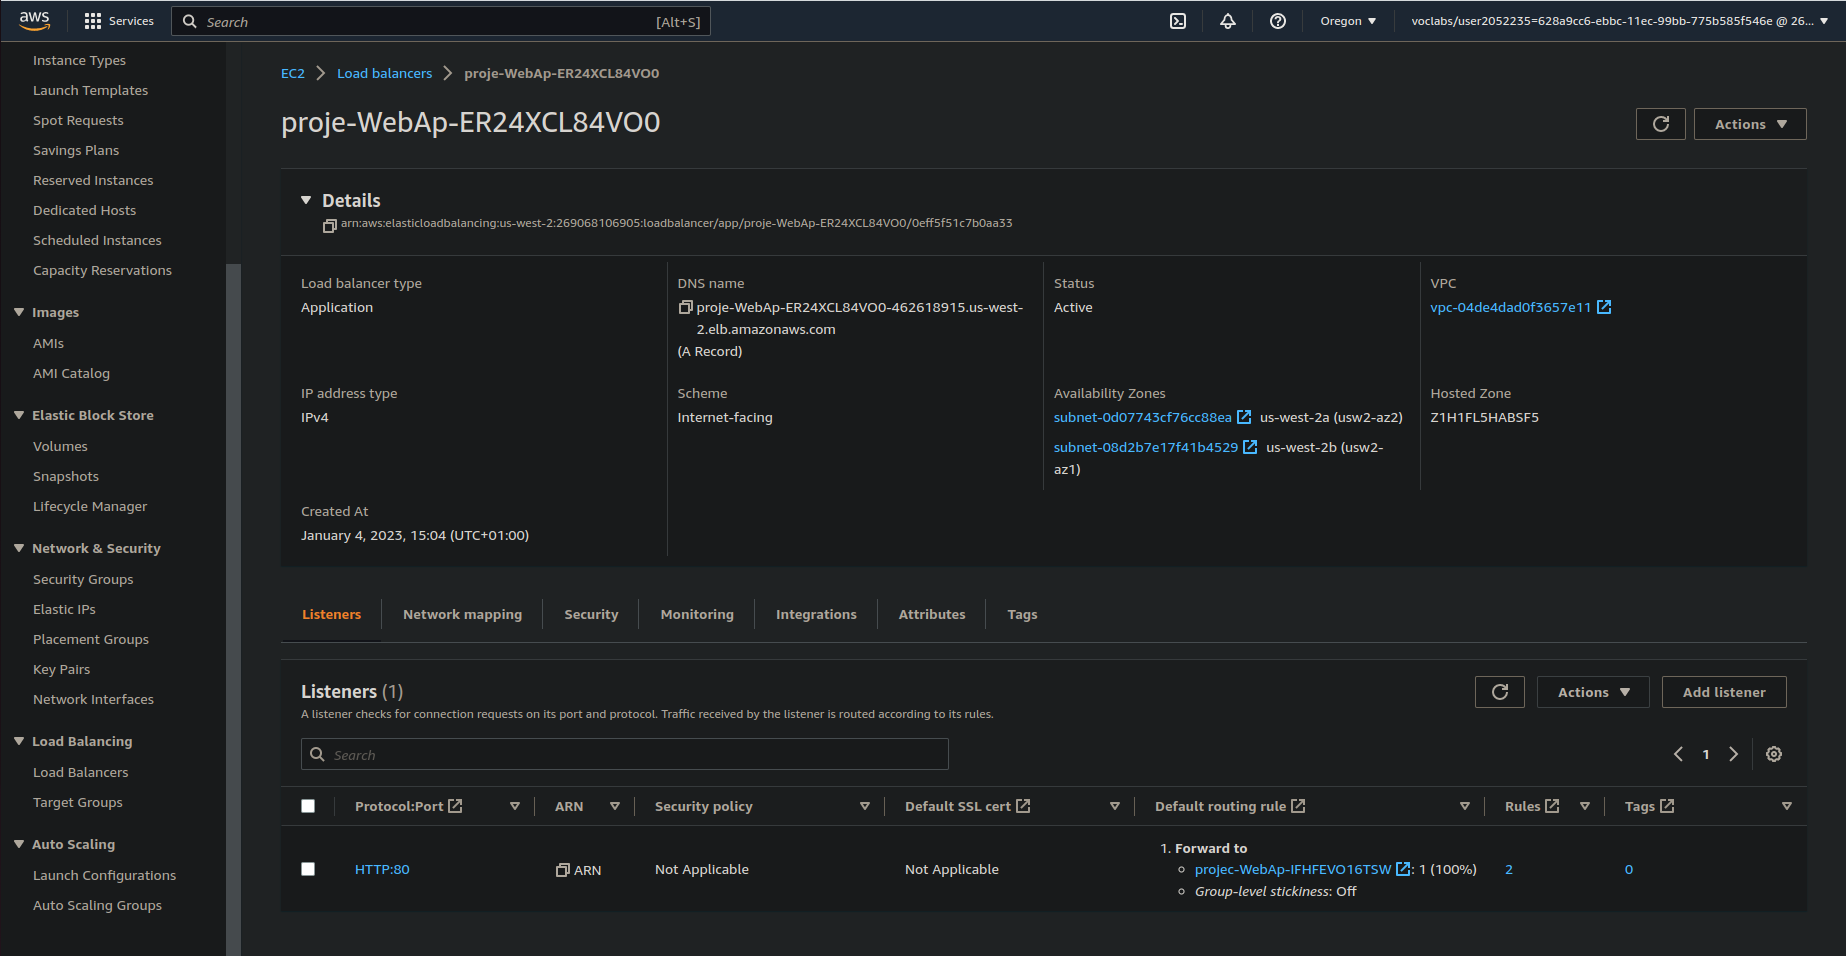 aws
Services
Search [Alt+S]
Oregon
voclabs/user2052235=628a9cc6-ebbc-11ec-99bb-775b585f546e @ 26...
Instance Types
Launch Templates
Spot Requests
Savings Plans
Reserved Instances
Dedicated Hosts
Scheduled Instances
Capacity Reservations
Images
AMIs
AMI Catalog
Elastic Block Store
Volumes
Snapshots
Lifecycle Manager
Network & Security
Security Groups
Elastic IPs
Placement Groups
Key Pairs
Network Interfaces
Load Balancing
Load Balancers
Target Groups
Auto Scaling
Launch Configurations
Auto Scaling Groups
EC2 > Load balancers > proje-WebAp-ER24XCL84VO0
proje-WebAp-ER24XCL84VO0
Actions
Details
arn:aws:elasticloadbalancing:us-west-2:269068106905:loadbalancer/app/proje-WebAp-ER24XCL84VO0/0eff5f51c7b0aa33
Load balancer type
Application
DNS name
proje-WebAp-ER24XCL84VO0-462618915.us-west-
2.elb.amazonaws.com
(A Record)
Status
Active
VPC
vpc-04de4dad0f3657e11
IP address type
IPv4
Scheme
Internet-facing
Availability Zones
subnet-0d07743cf76cc88ea us-west-2a (usw2-az2)
subnet-08d2b7e17f41b4529 us-west-2b (usw2-
az1)
Hosted Zone
Z1H1FL5HABSF5
Created At
January 4, 2023, 15:04 (UTC+01:00)
Listeners
Network mapping
Security
Monitoring
Integrations
Attributes
Tags
Listeners (1)
A listener checks for connection requests on its port and protocol. Traffic received by the listener is routed according to its rules.
Actions
Add listener
Search
1
Protocol:Port ARN Security policy Default SSL cert Default routing rule Rules Tags
HTTP:80 ARN Not Applicable Not Applicable
1. Forward to
projec-WebAp-IFHFEVO16TSW : 1 (100%)
Group-level stickiness: Off
2
0